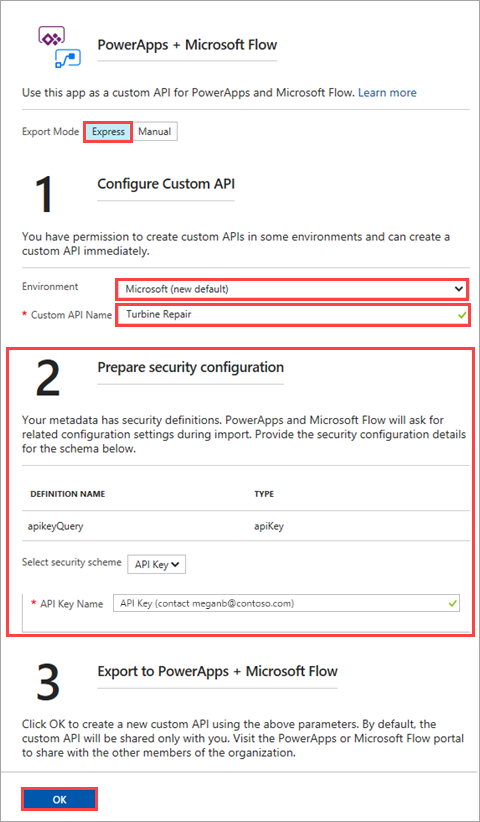 PowerApps + Microsoft Flow
Use this app as a custom API for PowerApps and Microsoft Flow. Learn more
Export Mode Express Manual
1 Configure Custom API
You have permission to create custom APIs in some environments and can create a
custom API immediately.
Environment Microsoft (new default)
* Custom API Name Turbine Repair
2 Prepare security configuration
Your metadata has security definitions. PowerApps and Microsoft Flow will ask for
related configuration settings during import. Provide the security configuration details
for the schema below.
DEFINITION NAME TYPE
apikeyQuery apiKey
Select security scheme API Key
* API Key Name API Key (contact meganb@contoso.com)
3 Export to PowerApps + Microsoft Flow
Click OK to create a new custom API using the above parameters. By default, the
custom API will be shared only with you. Visit the PowerApps or Microsoft Flow portal
to share with the other members of the organization.
OK